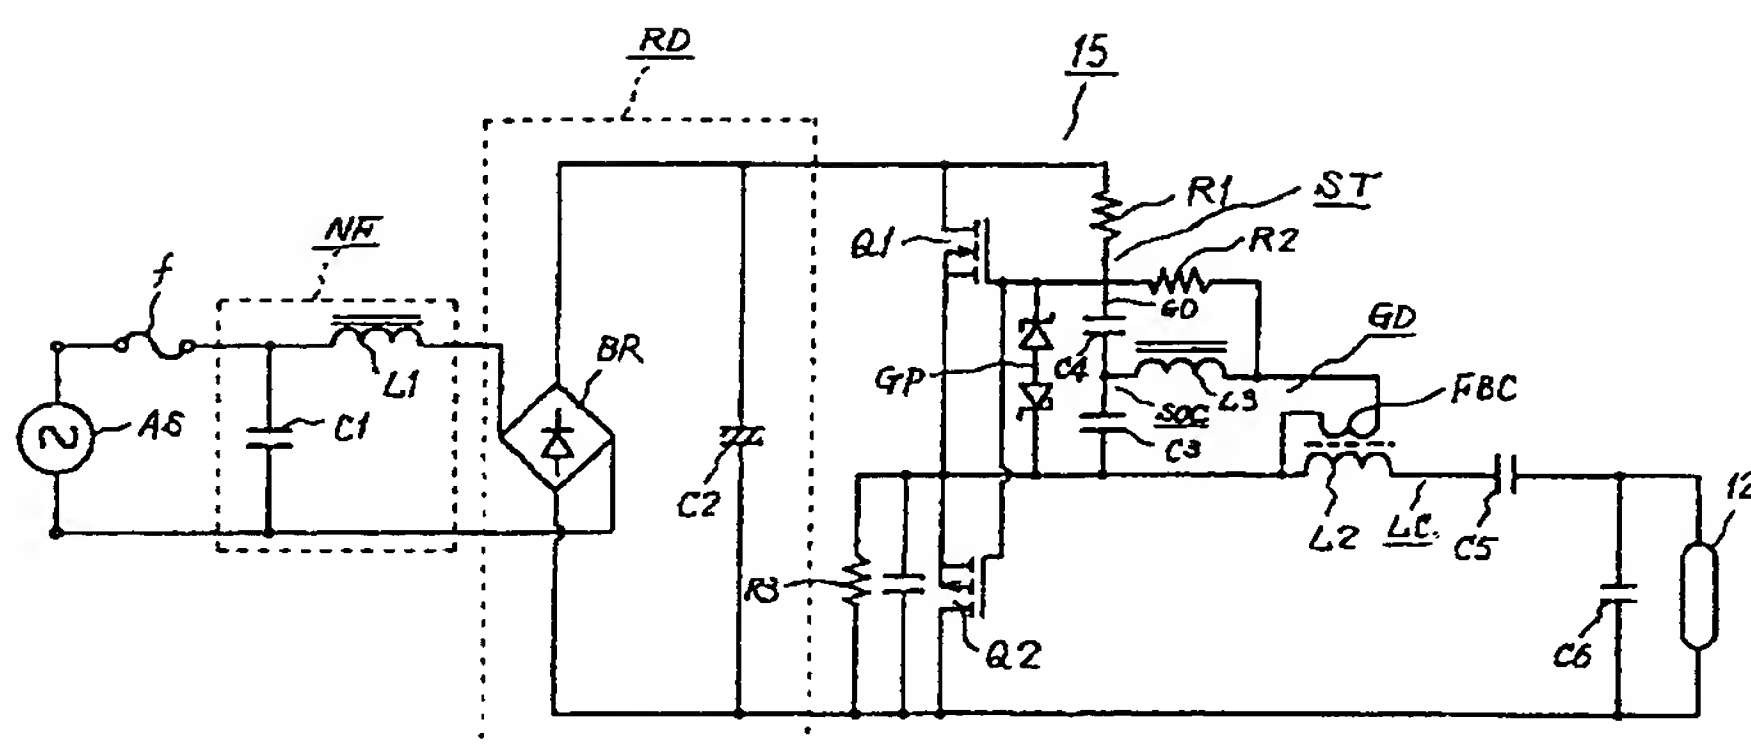 RD
15
NF
f
AS
C1
L1
BR
C2
Q1
R1
ST
R2
GD
C4
GP
L3
GD
FBC
SOC
C3
R3
Q2
L2
LC
C5
C6
12